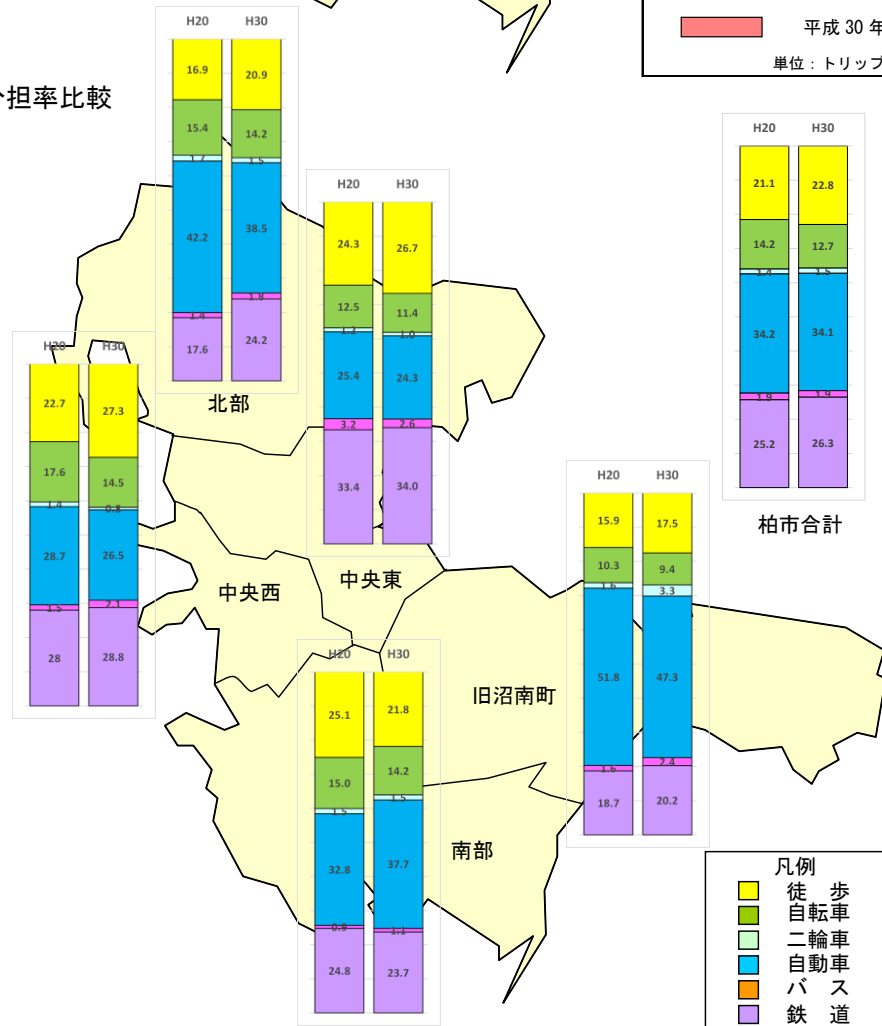 平成 30 年
単位：トリップ
分担率比較
H20 H30
16.9 20.9
15.4 14.2
1.7 1.5
42.2 38.5
1.4 1.8
17.6 24.2
北部
H20 H30
24.3 26.7
12.5 11.4
1.2 1.0
25.4 24.3
3.2 2.6
33.4 34.0
中央東
H20 H30
21.1 22.8
14.2 12.7
1.4 1.5
34.2 34.1
1.9 1.9
25.2 26.3
柏市合計
H20 H30
22.7 27.3
17.6 14.5
1.4 0.8
28.7 26.5
1.5 2.1
28 28.8
中央西
H20 H30
15.9 17.5
10.3 9.4
1.6 3.3
51.8 47.3
1.6 2.4
18.7 20.2
旧沼南町
H20 H30
25.1 21.8
15.0 14.2
1.5 1.5
32.8 37.7
0.9 1.1
24.8 23.7
南部
凡例
徒　歩
自転車
二輪車
自動車
バ　ス
鉄　道